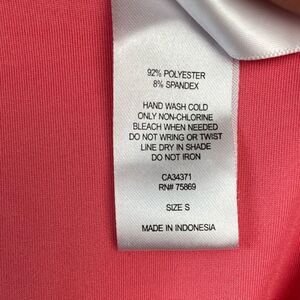 92% POLYESTER
8% SPANDEX
HAND WASH COLD
ONLY NON-CHLORINE
BLEACH WHEN NEEDED
DO NOT WRING OR TWIST
LINE DRY IN SHADE
DO NOT IRON
CA34371
RN# 75869
SIZE S
MADE IN INDONESIA